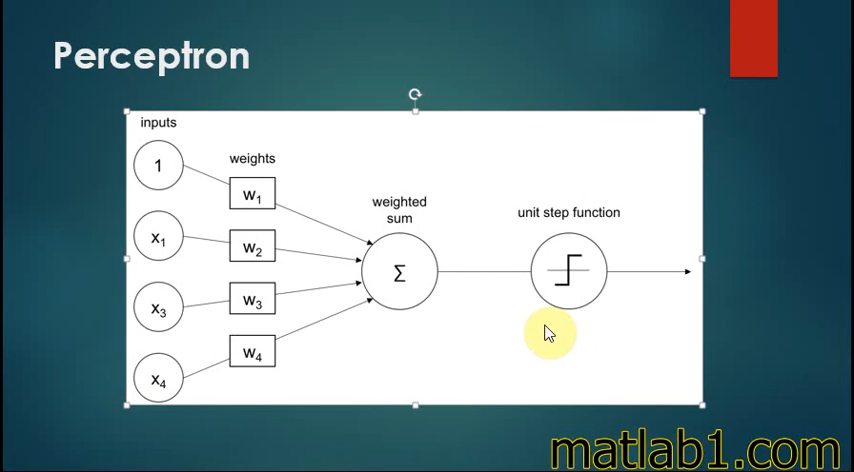 Perceptron
inputs
1
x1
x3
x4
weights
w1
w2
w3
w4
weighted
sum
Σ
unit step function
matlab1.com